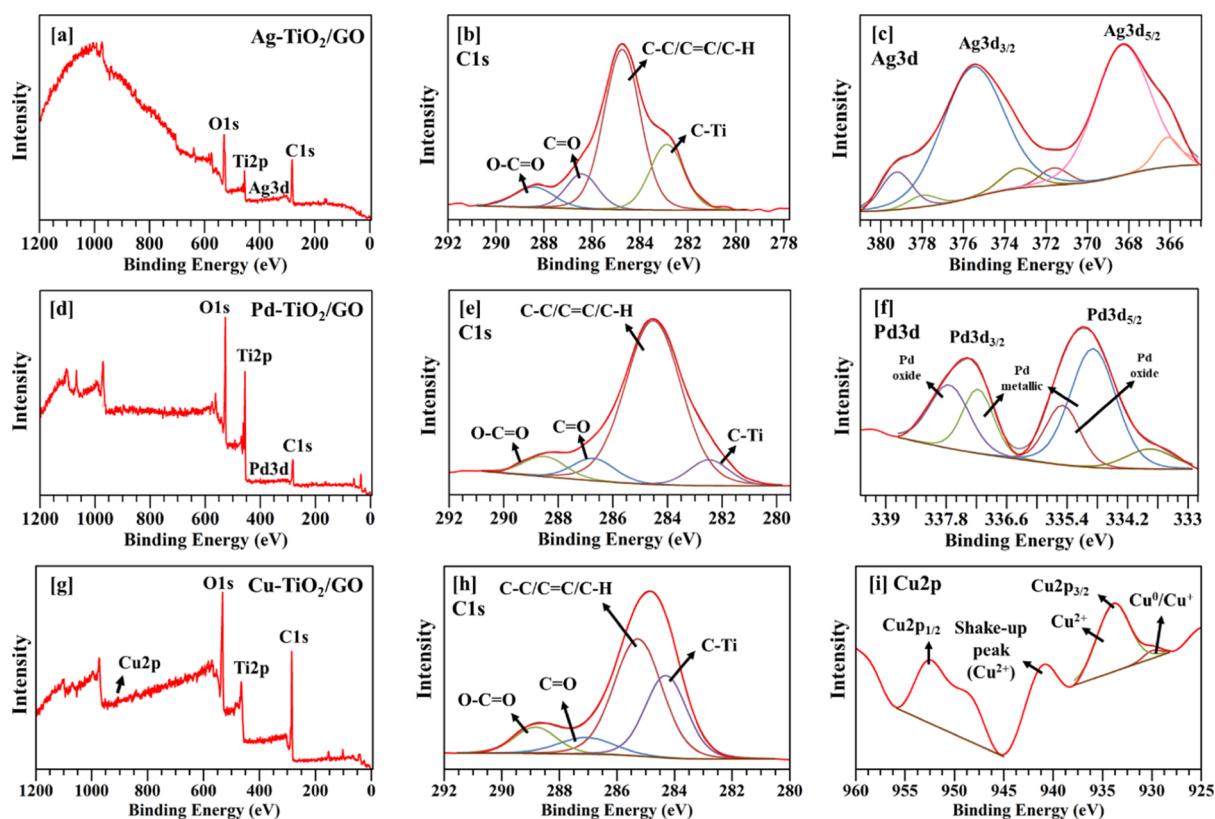 [a] Ag-TiO₂/GO
O1s
Ti2p
C1s
Ag3d
Intensity
1200 1000 800 600 400 200 0
Binding Energy (eV)
[b]
C1s
C-C/C=C/C-H
C-Ti
C=O
O-C=O
Intensity
292 290 288 286 284 282 280 278
Binding Energy (eV)
[c]
Ag3d
Ag3d₃/₂
Ag3d₅/₂
Intensity
380 378 375 374 372 370 368 366
Binding Energy (eV)
[d] Pd-TiO₂/GO
O1s
Ti2p
C1s
Pd3d
Intensity
1200 1000 800 600 400 200 0
Binding Energy (eV)
[e]
C1s
C-C/C=C/C-H
O-C=O
C=O
C-Ti
Intensity
292 290 288 286 284 282 280
Binding Energy (eV)
[f]
Pd3d
Pd3d₃/₂
Pd3d₅/₂
Pd
oxide
Pd
metallic
Pd
oxide
Intensity
339 337.8 336.6 335.4 334.2 333
Binding Energy (eV)
[g] Cu-TiO₂/GO
O1s
C1s
Cu2p
Ti2p
Intensity
1200 1000 800 600 400 200 0
Binding Energy (eV)
[h]
C1s
C-C/C=C/C-H
C-Ti
O-C=O
C=O
Intensity
292 290 288 286 284 282 280
Binding Energy (eV)
[i] Cu2p
Cu2p₃/₂
Cu⁰/Cu⁺
Cu²⁺
Cu2p₁/₂
Shake-up
peak
(Cu²⁺)
Intensity
960 955 950 945 940 935 930 925
Binding Energy (eV)